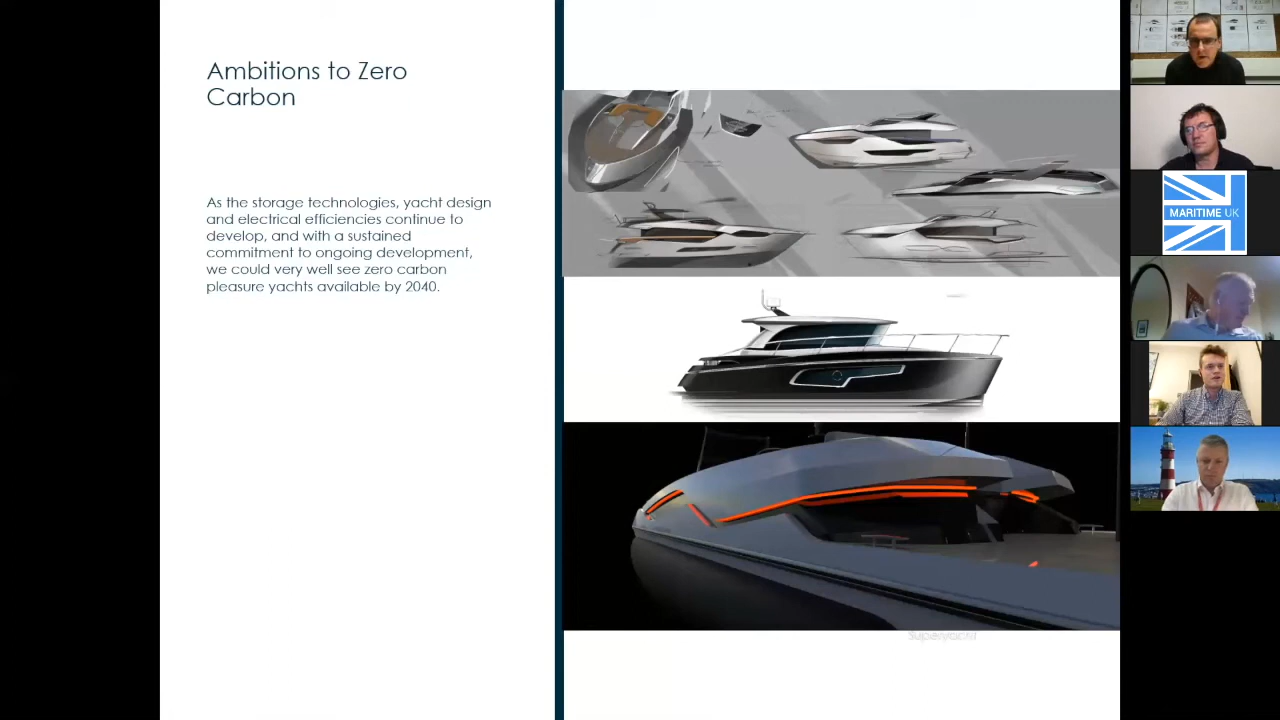 Ambitions to Zero
Carbon
As the storage technologies, yacht design
and electrical efficiencies continue to
develop, and with a sustained
commitment to ongoing development,
we could very well see zero carbon
pleasure yachts available by 2040.
Superyacht
MARITIME UK